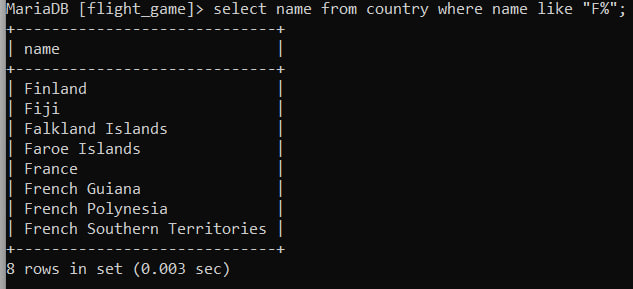 MariaDB [flight_game]> select name from country where name like "F%";
+-----------------------------+
| name                        |
+-----------------------------+
| Finland                     |
| Fiji                        |
| Falkland Islands            |
| Faroe Islands               |
| France                      |
| French Guiana               |
| French Polynesia            |
| French Southern Territories |
+-----------------------------+
8 rows in set (0.003 sec)